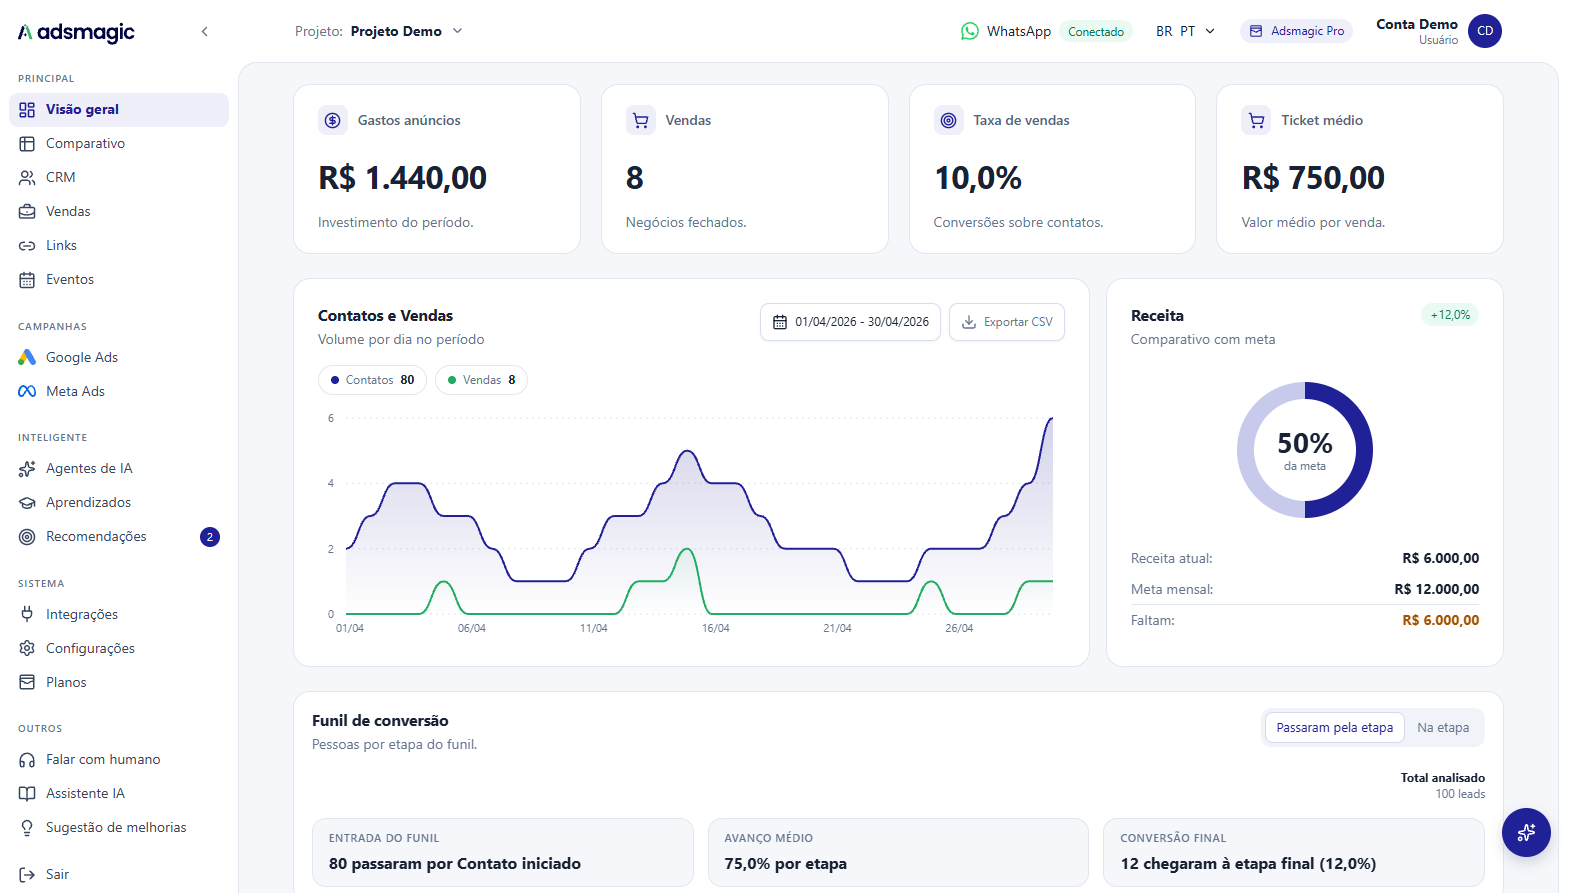 adsmagic
PRINCIPAL
Visão geral
Comparativo
CRM
Vendas
Links
Eventos
CAMPANHAS
Google Ads
Meta Ads
INTELIGENTE
Agentes de IA
Aprendizados
Recomendações 2
SISTEMA
Integrações
Configurações
Planos
OUTROS
Falar com humano
Assistente IA
Sugestão de melhorias
Sair
Projeto: Projeto Demo
WhatsApp Conectado
BR PT
Adsmagic Pro
Conta Demo
Usuário
CD
Gastos anúncios
R$ 1.440,00
Investimento do período.
Vendas
8
Negócios fechados.
Taxa de vendas
10,0%
Conversões sobre contatos.
Ticket médio
R$ 750,00
Valor médio por venda.
Contatos e Vendas
Volume por dia no período
01/04/2026 - 30/04/2026
Exportar CSV
Contatos 80
Vendas 8
6
4
2
0
01/04 06/04 11/04 16/04 21/04 26/04
Receita
+12,0%
Comparativo com meta
50%
da meta
Receita atual: R$ 6.000,00
Meta mensal: R$ 12.000,00
Faltam: R$ 6.000,00
Funil de conversão
Pessoas por etapa do funil.
Passaram pela etapa
Na etapa
Total analisado
100 leads
ENTRADA DO FUNIL
80 passaram por Contato iniciado
AVANÇO MÉDIO
75,0% por etapa
CONVERSÃO FINAL
12 chegaram à etapa final (12,0%)